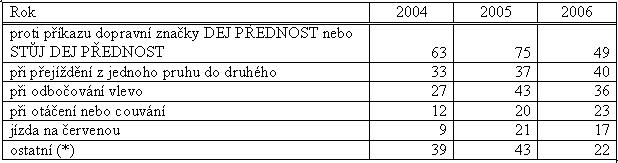 Rok 2004 2005 2006
proti příkazu dopravní značky DEJ PŘEDNOST nebo
STŮJ DEJ PŘEDNOST 63 75 49
při přejíždění z jednoho pruhu do druhého 33 37 40
při odbočování vlevo 27 43 36
při otáčení nebo couvání 12 20 23
jízda na červenou 9 21 17
ostatní (*) 39 43 22